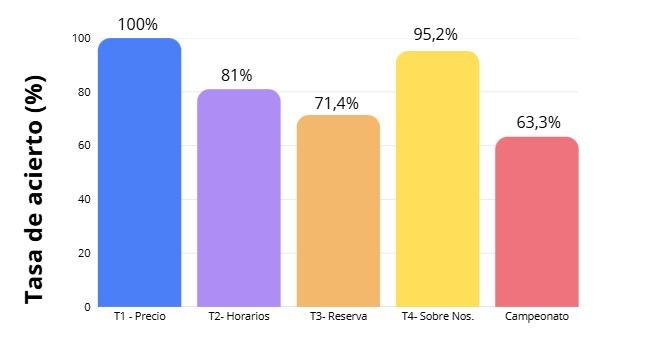 Tasa de acierto (%)
100
80
60
40
20
0
100%
81%
71,4%
95,2%
63,3%
T1 - Precio
T2- Horarios
T3- Reserva
T4- Sobre Nos.
Campeonato